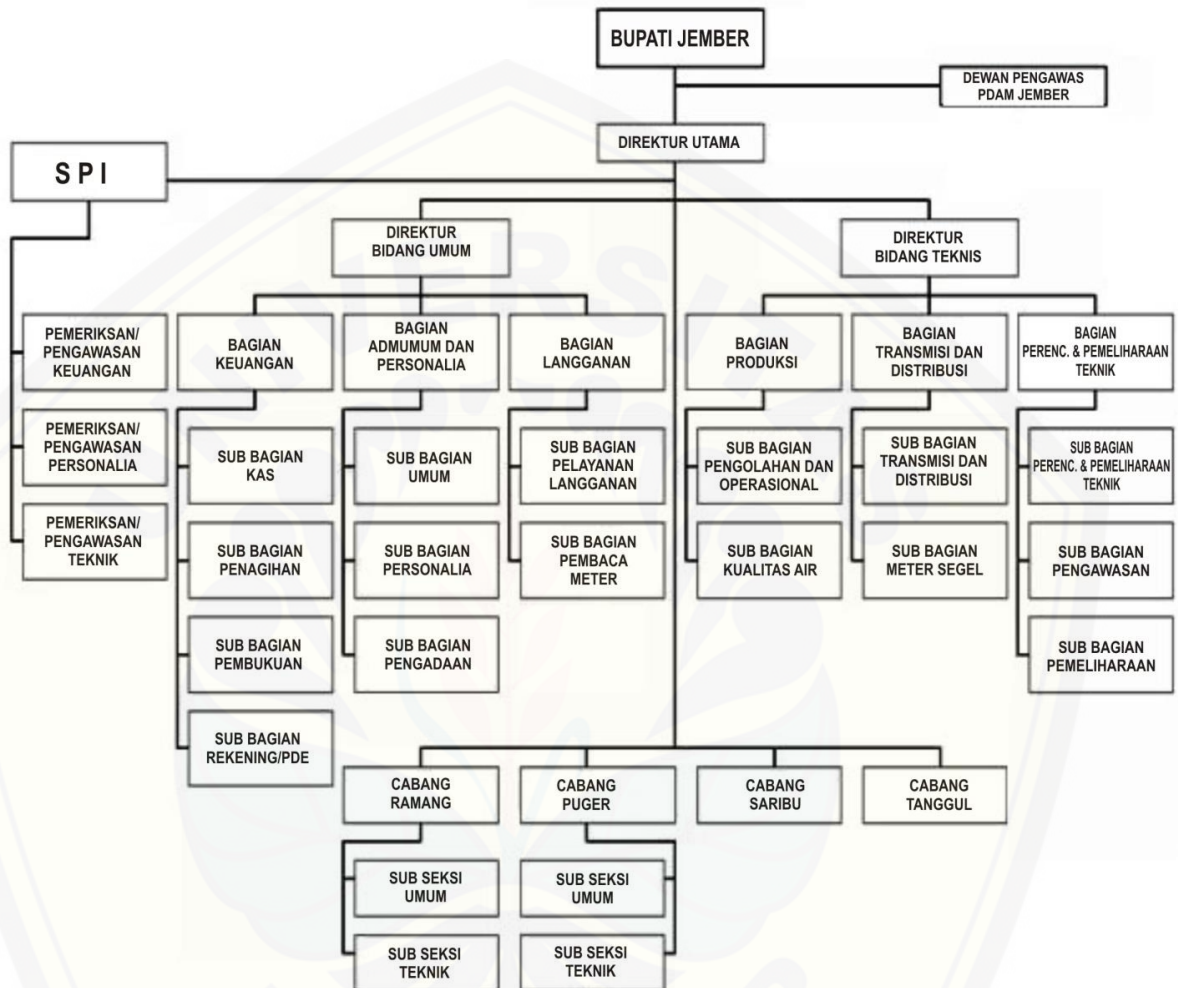 BUPATI JEMBER
DEWAN PENGAWAS
PDAM JEMBER
DIREKTUR UTAMA
S P I
DIREKTUR
BIDANG UMUM
DIREKTUR
BIDANG TEKNIS
PEMERIKSAN/
PENGAWASAN
KEUANGAN
BAGIAN
KEUANGAN
BAGIAN
ADMUMUM DAN
PERSONALIA
BAGIAN
LANGGANAN
BAGIAN
PRODUKSI
BAGIAN
TRANSMISI DAN
DISTRIBUSI
BAGIAN
PERENC. & PEMELIHARAAN
TEKNIK
PEMERIKSAN/
PENGAWASAN
PERSONALIA
SUB BAGIAN
KAS
SUB BAGIAN
UMUM
SUB BAGIAN
PELAYANAN
LANGGANAN
SUB BAGIAN
PENGOLAHAN DAN
OPERASIONAL
SUB BAGIAN
TRANSMISI DAN
DISTRIBUSI
SUB BAGIAN
PERENC. & PEMELIHARAAN
TEKNIK
PEMERIKSAN/
PENGAWASAN
TEKNIK
SUB BAGIAN
PENAGIHAN
SUB BAGIAN
PERSONALIA
SUB BAGIAN
PEMBACA
METER
SUB BAGIAN
KUALITAS AIR
SUB BAGIAN
METER SEGEL
SUB BAGIAN
PENGAWASAN
SUB BAGIAN
PEMBUKUAN
SUB BAGIAN
PENGADAAN
SUB BAGIAN
PEMELIHARAAN
SUB BAGIAN
REKENING/PDE
CABANG
RAMANG
CABANG
PUGER
CABANG
SARIBU
CABANG
TANGGUL
SUB SEKSI
UMUM
SUB SEKSI
UMUM
SUB SEKSI
TEKNIK
SUB SEKSI
TEKNIK